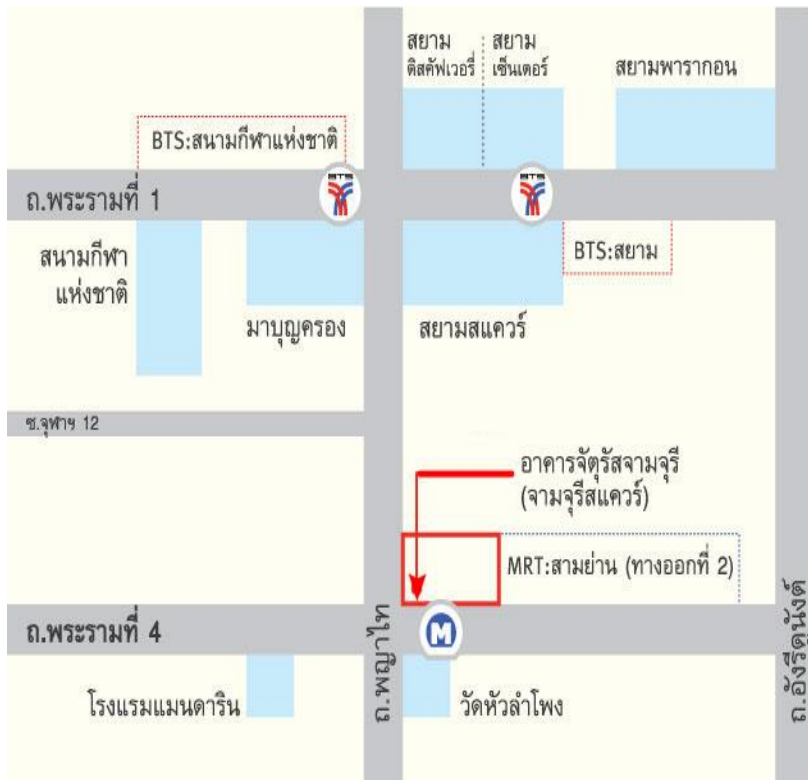 สยาม
ดิสคัฟเวอรี่
สยาม
เซ็นเตอร์
สยามพารากอน
BTS:สนามกีฬาแห่งชาติ
BTS
BTS
ถ.พระรามที่ 1
สนามกีฬา
แห่งชาติ
มาบุญครอง
สยามสแควร์
BTS:สยาม
ซ.จุฬาฯ 12
อาคารจัตุรัสจามจุรี
(จามจุรีสแควร์)
MRT:สามย่าน (ทางออกที่ 2)
ถ.พระรามที่ 4
M
ถ.พญาไท
ถ.อังรีดูนังต์
โรงแรมแมนดาริน
วัดหัวลำโพง